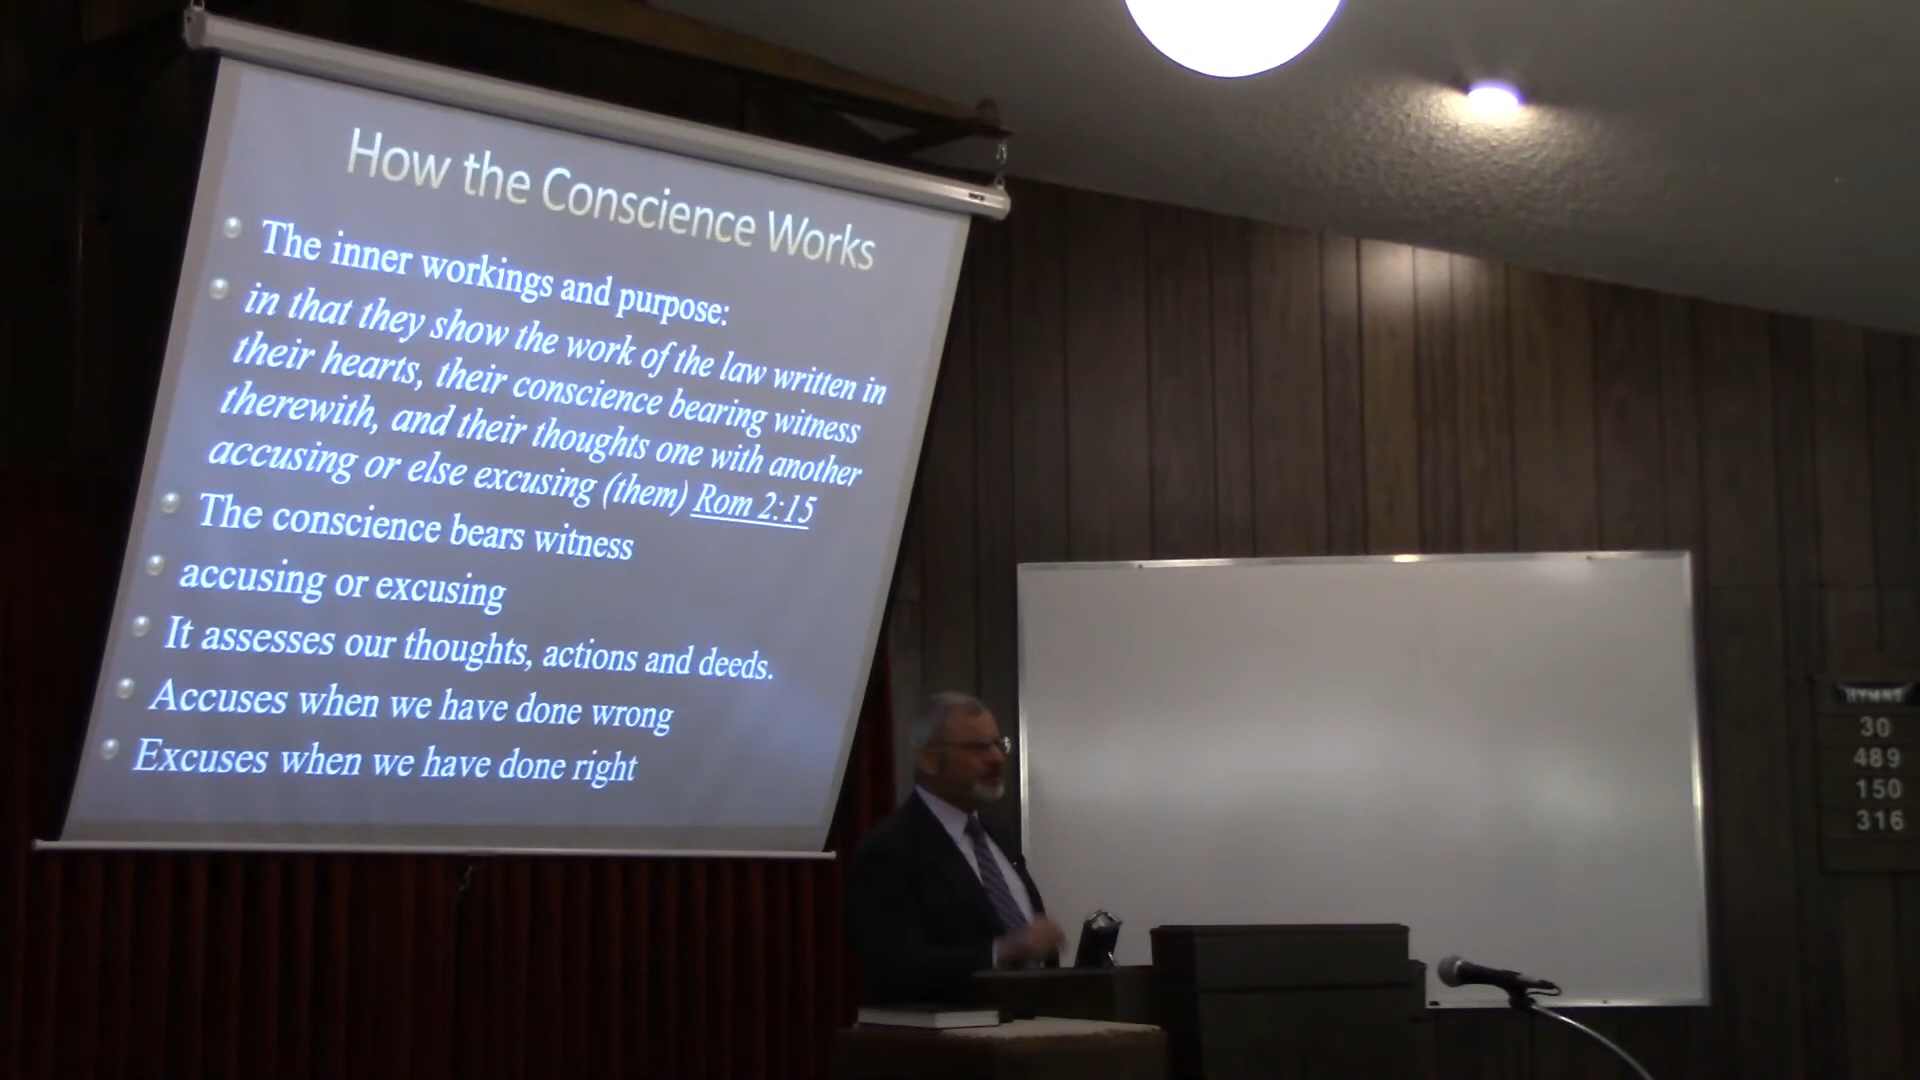 How the Conscience Works
The inner workings and purpose:
in that they show the work of the law written in
their hearts, their conscience bearing witness
therewith, and their thoughts one with another
accusing or else excusing (them) Rom 2:15
The conscience bears witness
accusing or excusing
It assesses our thoughts, actions and deeds.
Accuses when we have done wrong
Excuses when we have done right
HYMNS
30
489
150
316